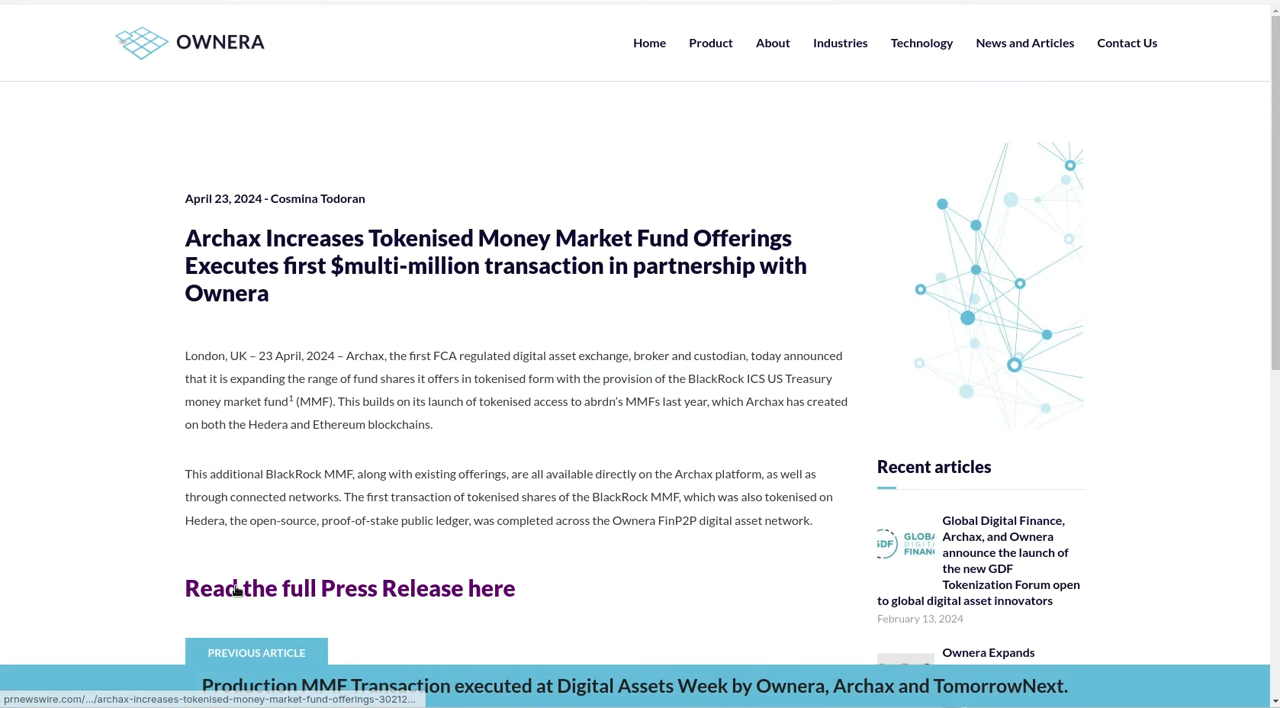 OWNERA
Home Product About Industries Technology News and Articles Contact Us
April 23, 2024 - Cosmina Todoran
Archax Increases Tokenised Money Market Fund Offerings
Executes first $multi-million transaction in partnership with
Ownera
London, UK – 23 April, 2024 – Archax, the first FCA regulated digital asset exchange, broker and custodian, today announced
that it is expanding the range of fund shares it offers in tokenised form with the provision of the BlackRock ICS US Treasury
money market fund¹ (MMF). This builds on its launch of tokenised access to abrdn's MMFs last year, which Archax has created
on both the Hedera and Ethereum blockchains.
This additional BlackRock MMF, along with existing offerings, are all available directly on the Archax platform, as well as
through connected networks. The first transaction of tokenised shares of the BlackRock MMF, which was also tokenised on
Hedera, the open-source, proof-of-stake public ledger, was completed across the Ownera FinP2P digital asset network.
Read the full Press Release here
PREVIOUS ARTICLE
Recent articles
Global Digital Finance,
Archax, and Ownera
announce the launch of
the new GDF
Tokenization Forum open
to global digital asset innovators
February 13, 2024
Ownera Expands
Production MMF Transaction executed at Digital Assets Week by Ownera, Archax and TomorrowNext.
prnewswire.com/.../archax-increases-tokenised-money-market-fund-offerings-30212...